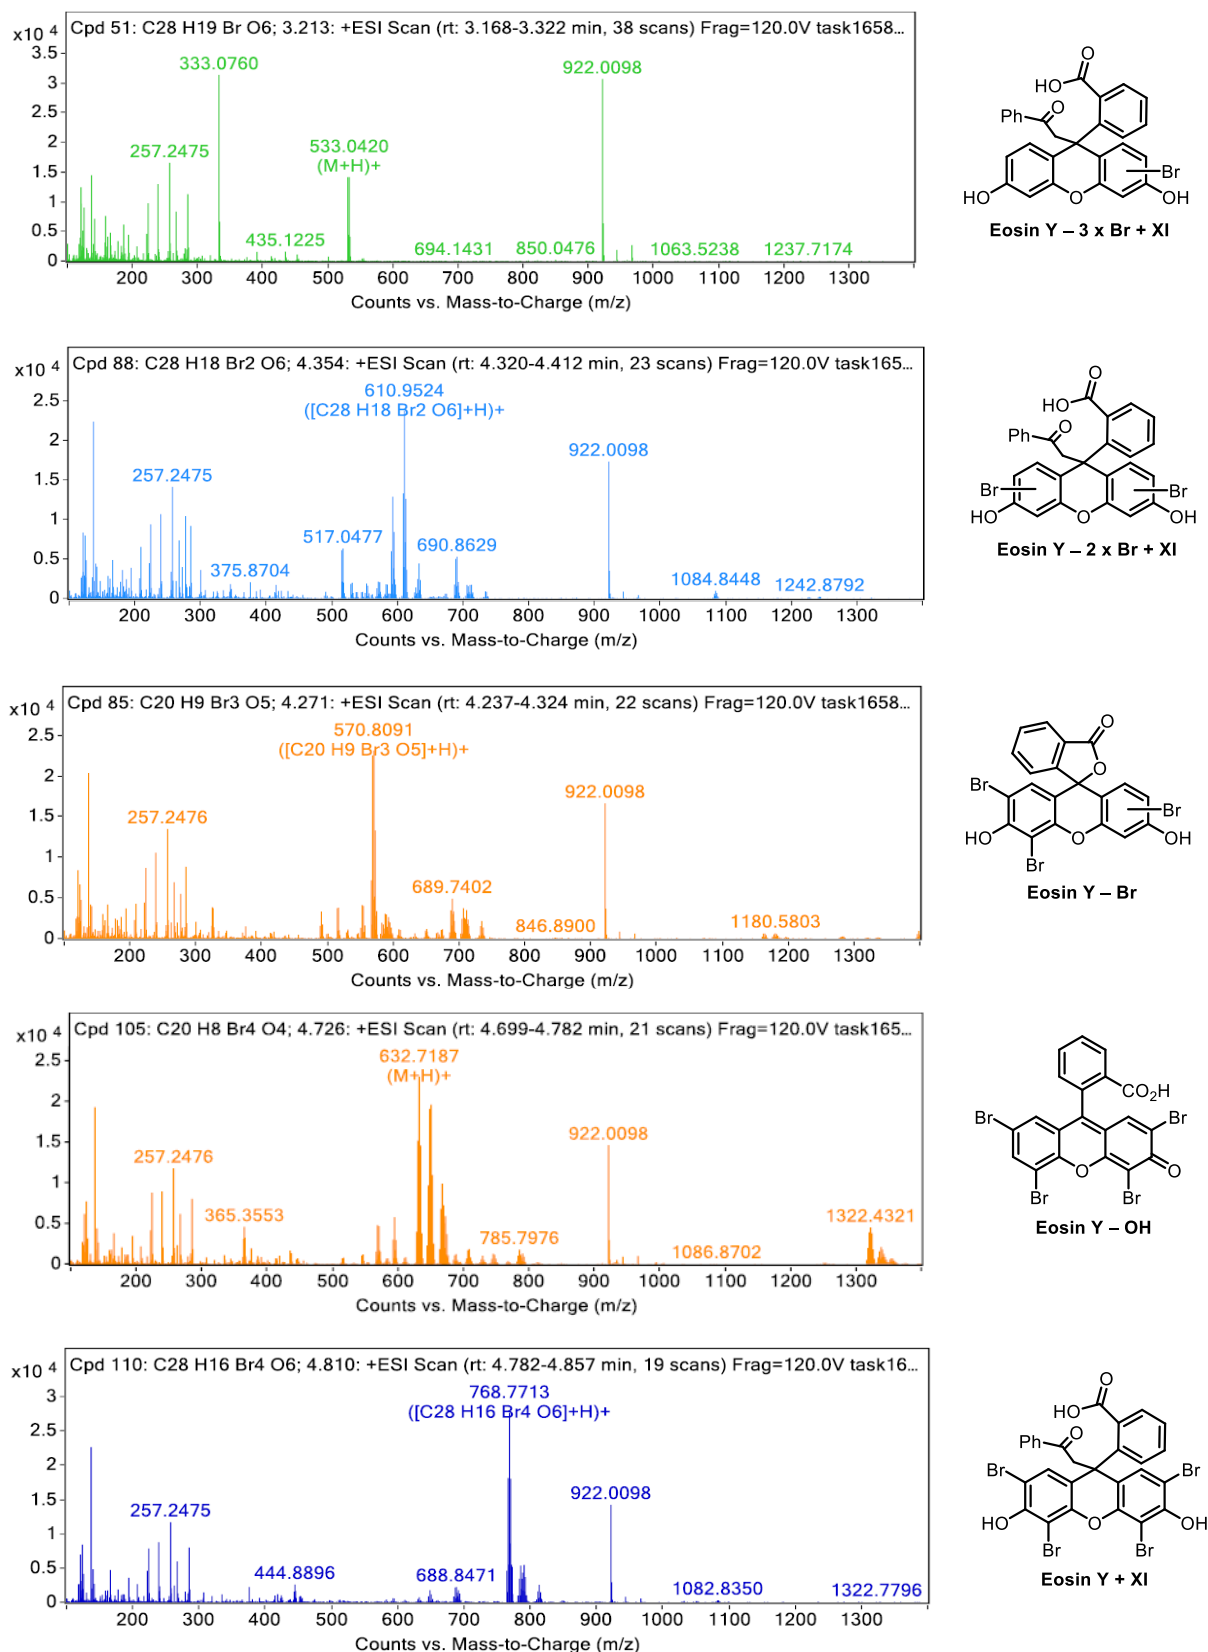 Cpd 51: C28 H19 Br O6; 3.213: +ESI Scan (rt: 3.168-3.322 min, 38 scans) Frag=120.0V task1658...
x10 4
3.5
3
2.5
2
1.5
1
0.5
0
333.0760
922.0098
257.2475
533.0420
(M+H)+
435.1225
694.1431
850.0476
1063.5238
1237.7174
200 300 400 500 600 700 800 900 1000 1100 1200 1300
Counts vs. Mass-to-Charge (m/z)
O
HO
Ph
O
Br
HO
O
OH
Eosin Y – 3 x Br + XI
Cpd 88: C28 H18 Br2 O6; 4.354: +ESI Scan (rt: 4.320-4.412 min, 23 scans) Frag=120.0V task165...
x10 4
2.5
2
1.5
1
0.5
0
610.9524
([C28 H18 Br2 O6]+H)+
922.0098
257.2475
517.0477
690.8629
375.8704
1084.8448
1242.8792
200 300 400 500 600 700 800 900 1000 1100 1200 1300
Counts vs. Mass-to-Charge (m/z)
O
HO
Ph
O
Br
Br
HO
O
OH
Eosin Y – 2 x Br + XI
Cpd 85: C20 H9 Br3 O5; 4.271: +ESI Scan (rt: 4.237-4.324 min, 22 scans) Frag=120.0V task1658...
x10 4
2.5
2
1.5
1
0.5
0
570.8091
([C20 H9 Br3 O5]+H)+
922.0098
257.2476
689.7402
846.8900
1180.5803
200 300 400 500 600 700 800 900 1000 1100 1200 1300
Counts vs. Mass-to-Charge (m/z)
O
O
Br
Br
HO
O
OH
Br
Eosin Y – Br
Cpd 105: C20 H8 Br4 O4; 4.726: +ESI Scan (rt: 4.699-4.782 min, 21 scans) Frag=120.0V task165...
x10 4
2.5
2
1.5
1
0.5
0
632.7187
(M+H)+
922.0098
257.2476
365.3553
785.7976
1086.8702
1322.4321
200 300 400 500 600 700 800 900 1000 1100 1200 1300
Counts vs. Mass-to-Charge (m/z)
CO2H
Br
Br
O
O
Br
Br
Eosin Y – OH
Cpd 110: C28 H16 Br4 O6; 4.810: +ESI Scan (rt: 4.782-4.857 min, 19 scans) Frag=120.0V task16...
x10 4
3
2.5
2
1.5
1
0.5
0
768.7713
([C28 H16 Br4 O6]+H)+
922.0098
257.2475
444.8896
688.8471
1082.8350
1322.7796
200 300 400 500 600 700 800 900 1000 1100 1200 1300
Counts vs. Mass-to-Charge (m/z)
O
HO
Ph
O
Br
Br
HO
O
OH
Br
Br
Eosin Y + XI